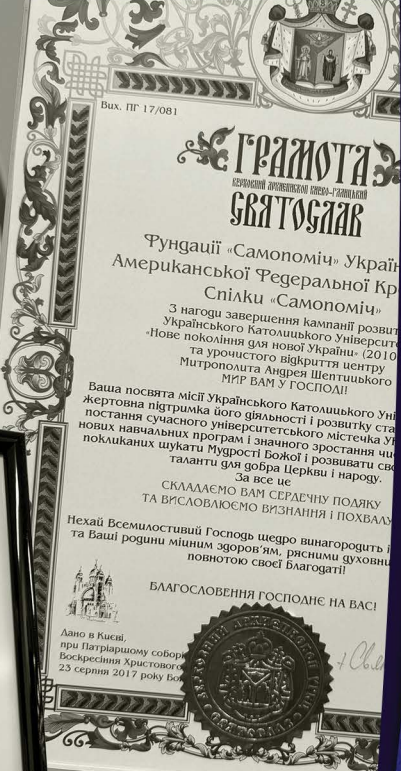 Вих. ПГ 17/081
ГРАМОТА
ВЕРХОВНИЙ АРХИЄПИСКОП КИЄВО-ГАЛИЦЬКИЙ
СВЯТОСЛАВ
Фундації «Самопоміч» Україн
Американської Федеральної Кр
Спілки «Самопоміч»
З нагоди завершення кампанії розвит
Українського Католицького Університе
«Нове покоління для нової України» (2010
та урочистого відкриття центру
Митрополита Андрея Шептицького
МИР ВАМ У ГОСПОДІ!
Ваша посвята місії Українського Католицького Уні
жертовна підтримка його діяльності і розвитку ста
постання сучасного університетського містечка УК
нових навчальних програм і значного зростання чи
покликаних шукати Мудрості Божої і розвивати сво
таланти для добра Церкви і народу.
За все це
СКЛАДАЄМО ВАМ СЕРДЕЧНУ ПОДЯКУ
ТА ВИСЛОВЛЮЄМО ВИЗНАННЯ І ПОХВАЛУ
Нехай Всемилостивий Господь щедро винагородить
та Ваші родини міцним здоров'ям, рясними духовни
повнотою своєї Благодаті!
БЛАГОСЛОВЕННЯ ГОСПОДНЄ НА ВАС!
Дано в Києві,
при Патріаршому соборі
Воскресіння Христового
23 серпня 2017 року Бо